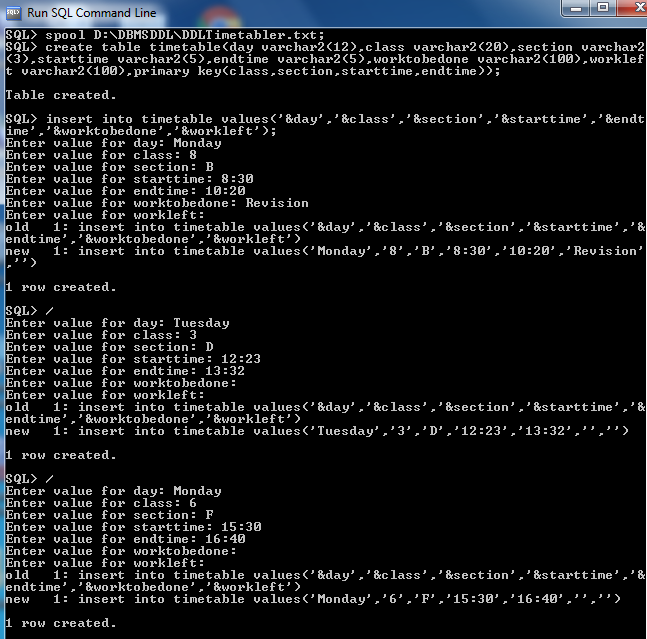 Run SQL Command Line
SQL> spool D:\DBMSDDL\DDLTimetabler.txt;
SQL> create table timetable(day varchar2(12),class varchar2(20),section varchar2
(3),starttime varchar2(5),endtime varchar2(5),worktobedone varchar2(100),worklef
t varchar2(100),primary key(class,section,starttime,endtime));
Table created.
SQL> insert into timetable values('&day','&class','&section','&starttime','&endt
ime','&worktobedone','&workleft');
Enter value for day: Monday
Enter value for class: 8
Enter value for section: B
Enter value for starttime: 8:30
Enter value for endtime: 10:20
Enter value for worktobedone: Revision
Enter value for workleft:
old   1: insert into timetable values('&day','&class','&section','&starttime','&
endtime','&worktobedone','&workleft')
new   1: insert into timetable values('Monday','8','B','8:30','10:20','Revision'
,'')
1 row created.
SQL> /
Enter value for day: Tuesday
Enter value for class: 3
Enter value for section: D
Enter value for starttime: 12:23
Enter value for endtime: 13:32
Enter value for worktobedone:
Enter value for workleft:
old   1: insert into timetable values('&day','&class','&section','&starttime','&
endtime','&worktobedone','&workleft')
new   1: insert into timetable values('Tuesday','3','D','12:23','13:32','','')
1 row created.
SQL> /
Enter value for day: Monday
Enter value for class: 6
Enter value for section: F
Enter value for starttime: 15:30
Enter value for endtime: 16:40
Enter value for worktobedone:
Enter value for workleft:
old   1: insert into timetable values('&day','&class','&section','&starttime','&
endtime','&worktobedone','&workleft')
new   1: insert into timetable values('Monday','6','F','15:30','16:40','','')
1 row created.